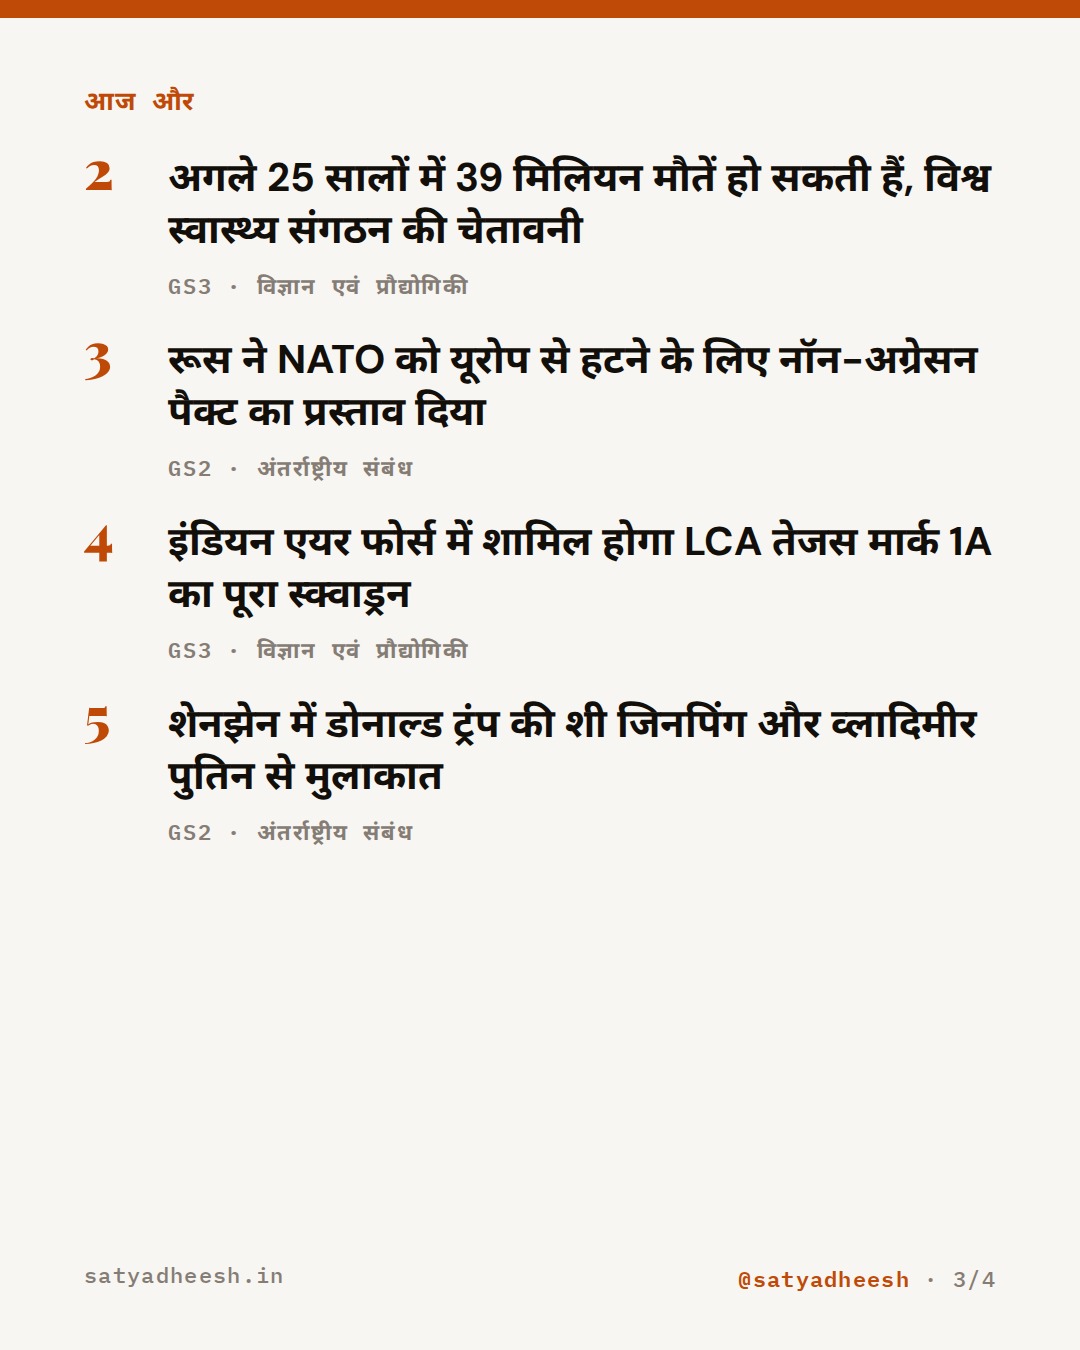 आज और
2
अगले 25 सालों में 39 मिलियन मौतें हो सकती हैं, विश्व
स्वास्थ्य संगठन की चेतावनी
GS3 · विज्ञान एवं प्रौद्योगिकी
3
रूस ने NATO को यूरोप से हटने के लिए नॉन-अग्रेसन
पैक्ट का प्रस्ताव दिया
GS2 · अंतर्राष्ट्रीय संबंध
4
इंडियन एयर फोर्स में शामिल होगा LCA तेजस मार्क 1A
का पूरा स्क्वाड्रन
GS3 · विज्ञान एवं प्रौद्योगिकी
5
शेनझेन में डोनाल्ड ट्रंप की शी जिनपिंग और व्लादिमीर
पुतिन से मुलाकात
GS2 · अंतर्राष्ट्रीय संबंध
satyadheesh.in
@satyadheesh · 3/4